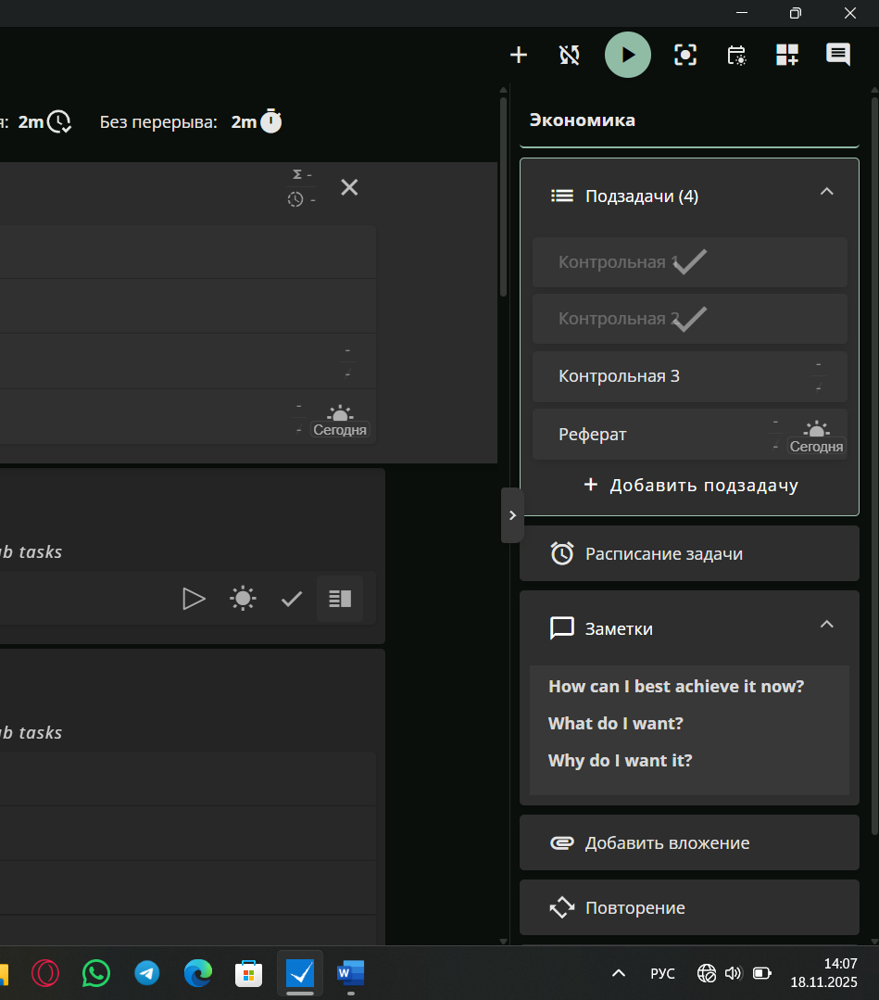 я: 2m Без перерыва: 2m
Σ -
-
-
-
-
- Сегодня
b tasks
b tasks
Экономика
Подзадачи (4)
Контрольная 1
Контрольная 2
Контрольная 3
-
-
Реферат
-
- Сегодня
+ Добавить подзадачу
Расписание задачи
Заметки
How can I best achieve it now?
What do I want?
Why do I want it?
Добавить вложение
Повторение
W
РУС
14:07
18.11.2025